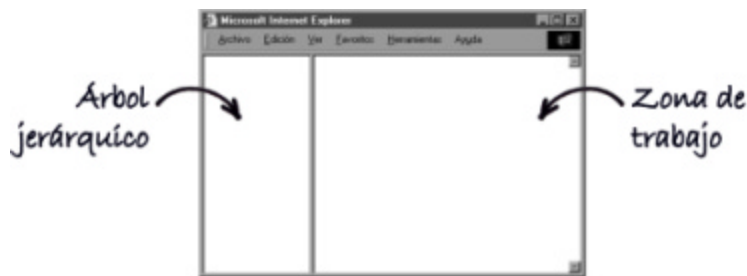 Microsoft Internet Explorer
Archivo Edición Ver Favoritos Herramientas Ayuda
Árbol
jerárquico
Zona de
trabajo